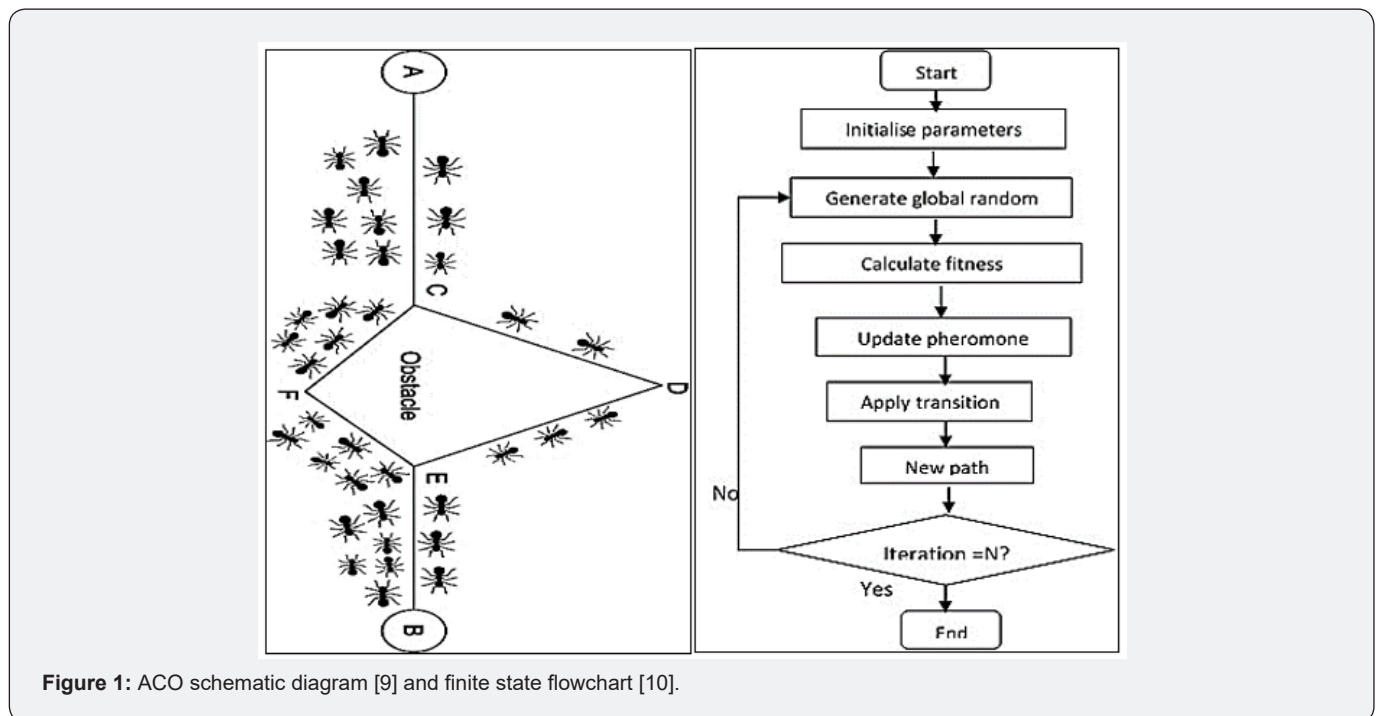 A
C
Obstacle
D
F
E
B
Start
Initialise parameters
Generate global random
Calculate fitness
Update pheromone
Apply transition
New path
No
Iteration =N?
Yes
End
Figure 1: ACO schematic diagram [9] and finite state flowchart [10].